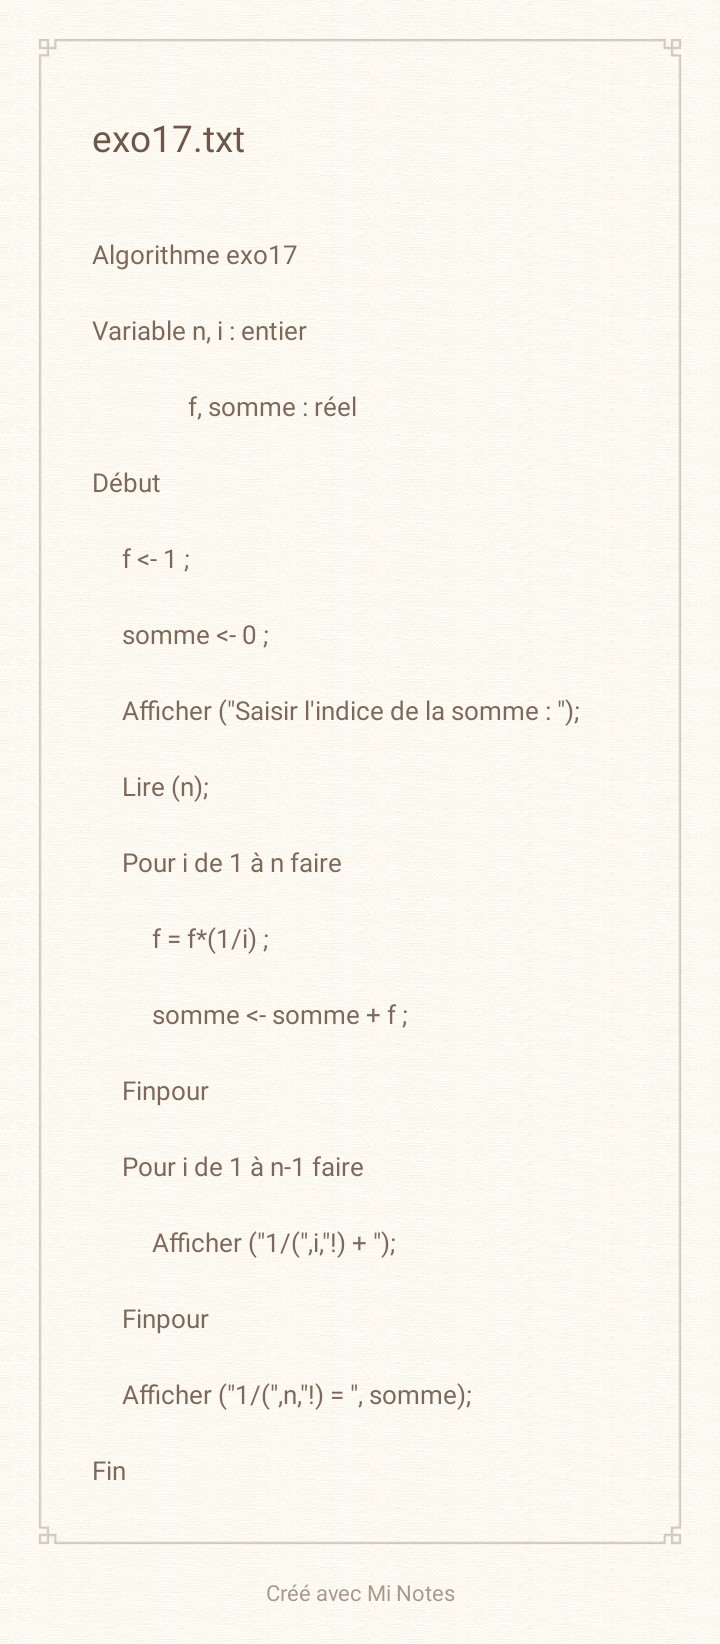 exo17.txt
Algorithme exo17
Variable n, i : entier
f, somme : réel
Début
f <- 1 ;
somme <- 0 ;
Afficher ("Saisir l'indice de la somme : ");
Lire (n);
Pour i de 1 à n faire
f = f*(1/i) ;
somme <- somme + f ;
Finpour
Pour i de 1 à n-1 faire
Afficher ("1/(",i,"!) + ");
Finpour
Afficher ("1/(",n,"!) = ", somme);
Fin
Créé avec Mi Notes